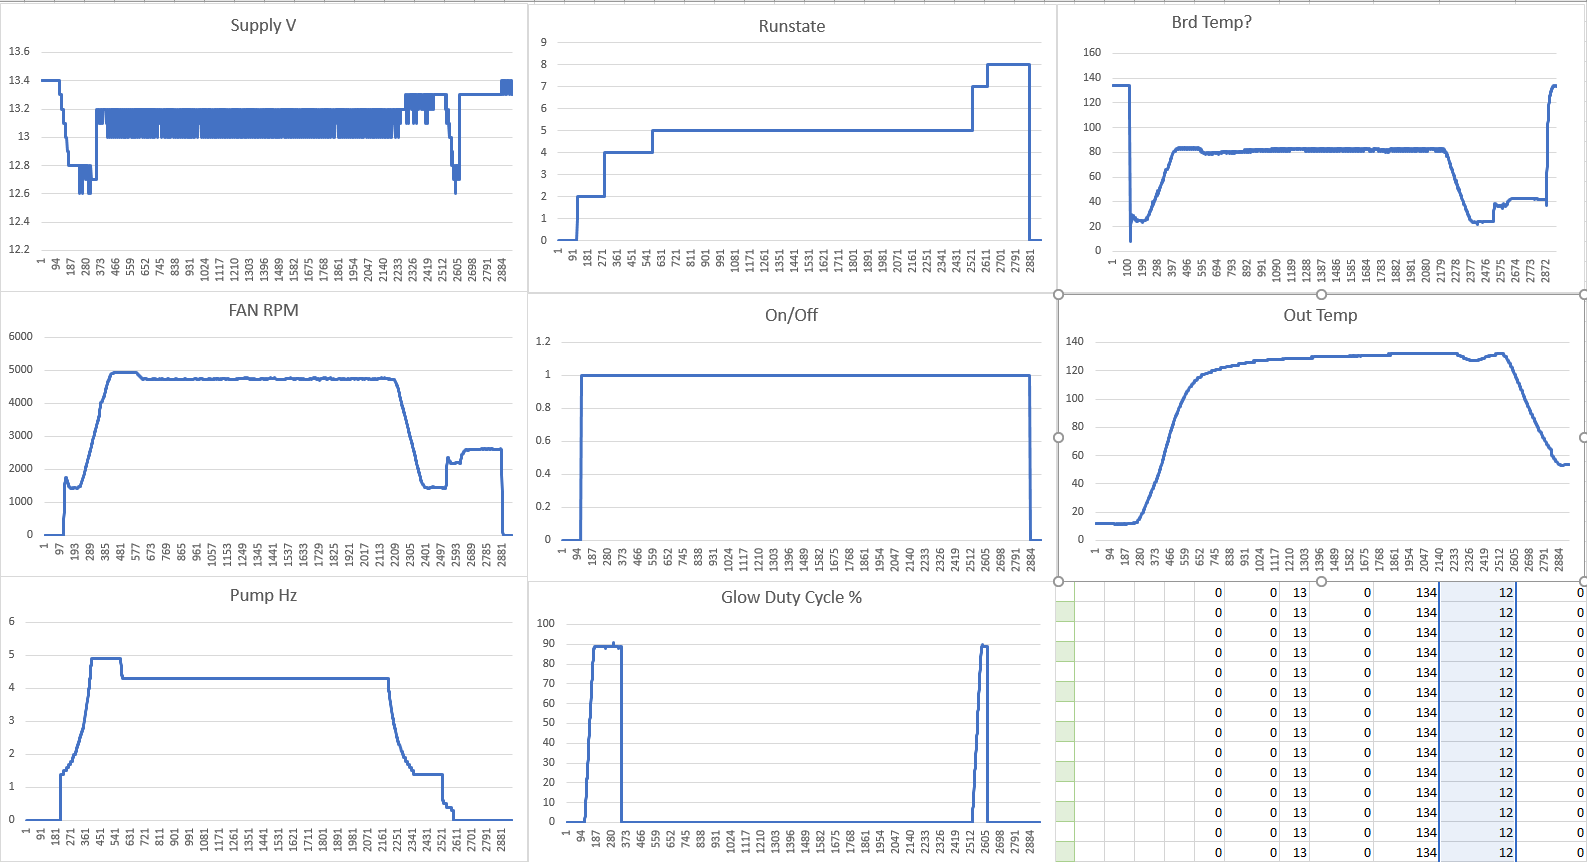 Supply V
13.6
13.4
13.2
13
12.8
12.6
12.4
12.2
1 94 187 280 373 466 559 652 745 838 931 1024 1117 1210 1303 1396 1489 1582 1675 1768 1861 1954 2047 2140 2233 2326 2419 2512 2605 2698 2791 2884
Runstate
9
8
7
6
5
4
3
2
1
0
1 91 181 271 361 451 541 631 721 811 901 991 1081 1171 1261 1351 1441 1531 1621 1711 1801 1891 1981 2071 2161 2251 2341 2431 2521 2611 2701 2791 2881
Brd Temp?
160
140
120
100
80
60
40
20
0
1 100 199 298 397 496 595 694 793 892 991 1090 1189 1288 1387 1486 1585 1684 1783 1882 1981 2080 2179 2278 2377 2476 2575 2674 2773 2872
FAN RPM
6000
5000
4000
3000
2000
1000
0
1 97 193 289 385 481 577 673 769 865 961 1057 1153 1249 1345 1441 1537 1633 1729 1825 1921 2017 2113 2209 2305 2401 2497 2593 2689 2785 2881
On/Off
1.2
1
0.8
0.6
0.4
0.2
0
1 94 187 280 373 466 559 652 745 838 931 1024 1117 1210 1303 1396 1489 1582 1675 1768 1861 1954 2047 2140 2233 2326 2419 2512 2605 2698 2791 2884
Out Temp
140
120
100
80
60
40
20
0
1 94 187 280 373 466 559 652 745 838 931 1024 1117 1210 1303 1396 1489 1582 1675 1768 1861 1954 2047 2140 2233 2326 2419 2512 2605 2698 2791 2884
Pump Hz
6
5
4
3
2
1
0
1 91 181 271 361 451 541 631 721 811 901 991 1081 1171 1261 1351 1441 1531 1621 1711 1801 1891 1981 2071 2161 2251 2341 2431 2521 2611 2701 2791 2881
Glow Duty Cycle %
100
90
80
70
60
50
40
30
20
10
0
1 94 187 280 373 466 559 652 745 838 931 1024 1117 1210 1303 1396 1489 1582 1675 1768 1861 1954 2047 2140 2233 2326 2419 2512 2605 2698 2791 2884
0 0 13 0 134 12 0
0 0 13 0 134 12 0
0 0 13 0 134 12 0
0 0 13 0 134 12 0
0 0 13 0 134 12 0
0 0 13 0 134 12 0
0 0 13 0 134 12 0
0 0 13 0 134 12 0
0 0 13 0 134 12 0
0 0 13 0 134 12 0
0 0 13 0 134 12 0
0 0 13 0 134 12 0
0 0 13 0 134 12 0
0 0 13 0 134 12 0